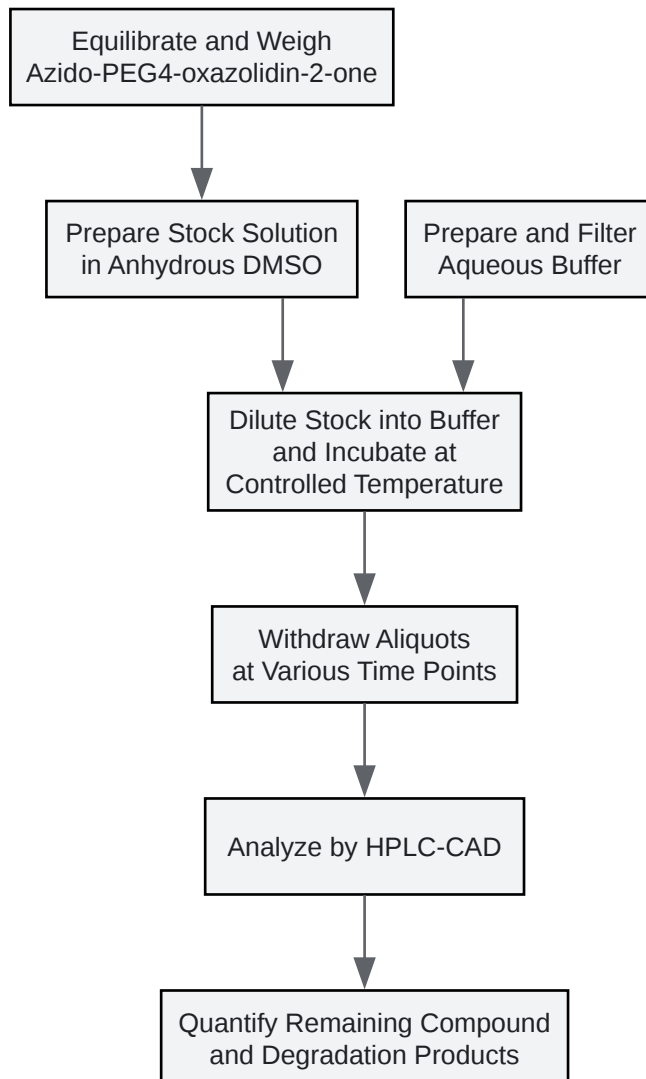 Equilibrate and Weigh
Azido-PEG4-oxazolidin-2-one
Prepare Stock Solution
in Anhydrous DMSO
Prepare and Filter
Aqueous Buffer
Dilute Stock into Buffer
and Incubate at
Controlled Temperature
Withdraw Aliquots
at Various Time Points
Analyze by HPLC-CAD
Quantify Remaining Compound
and Degradation Products